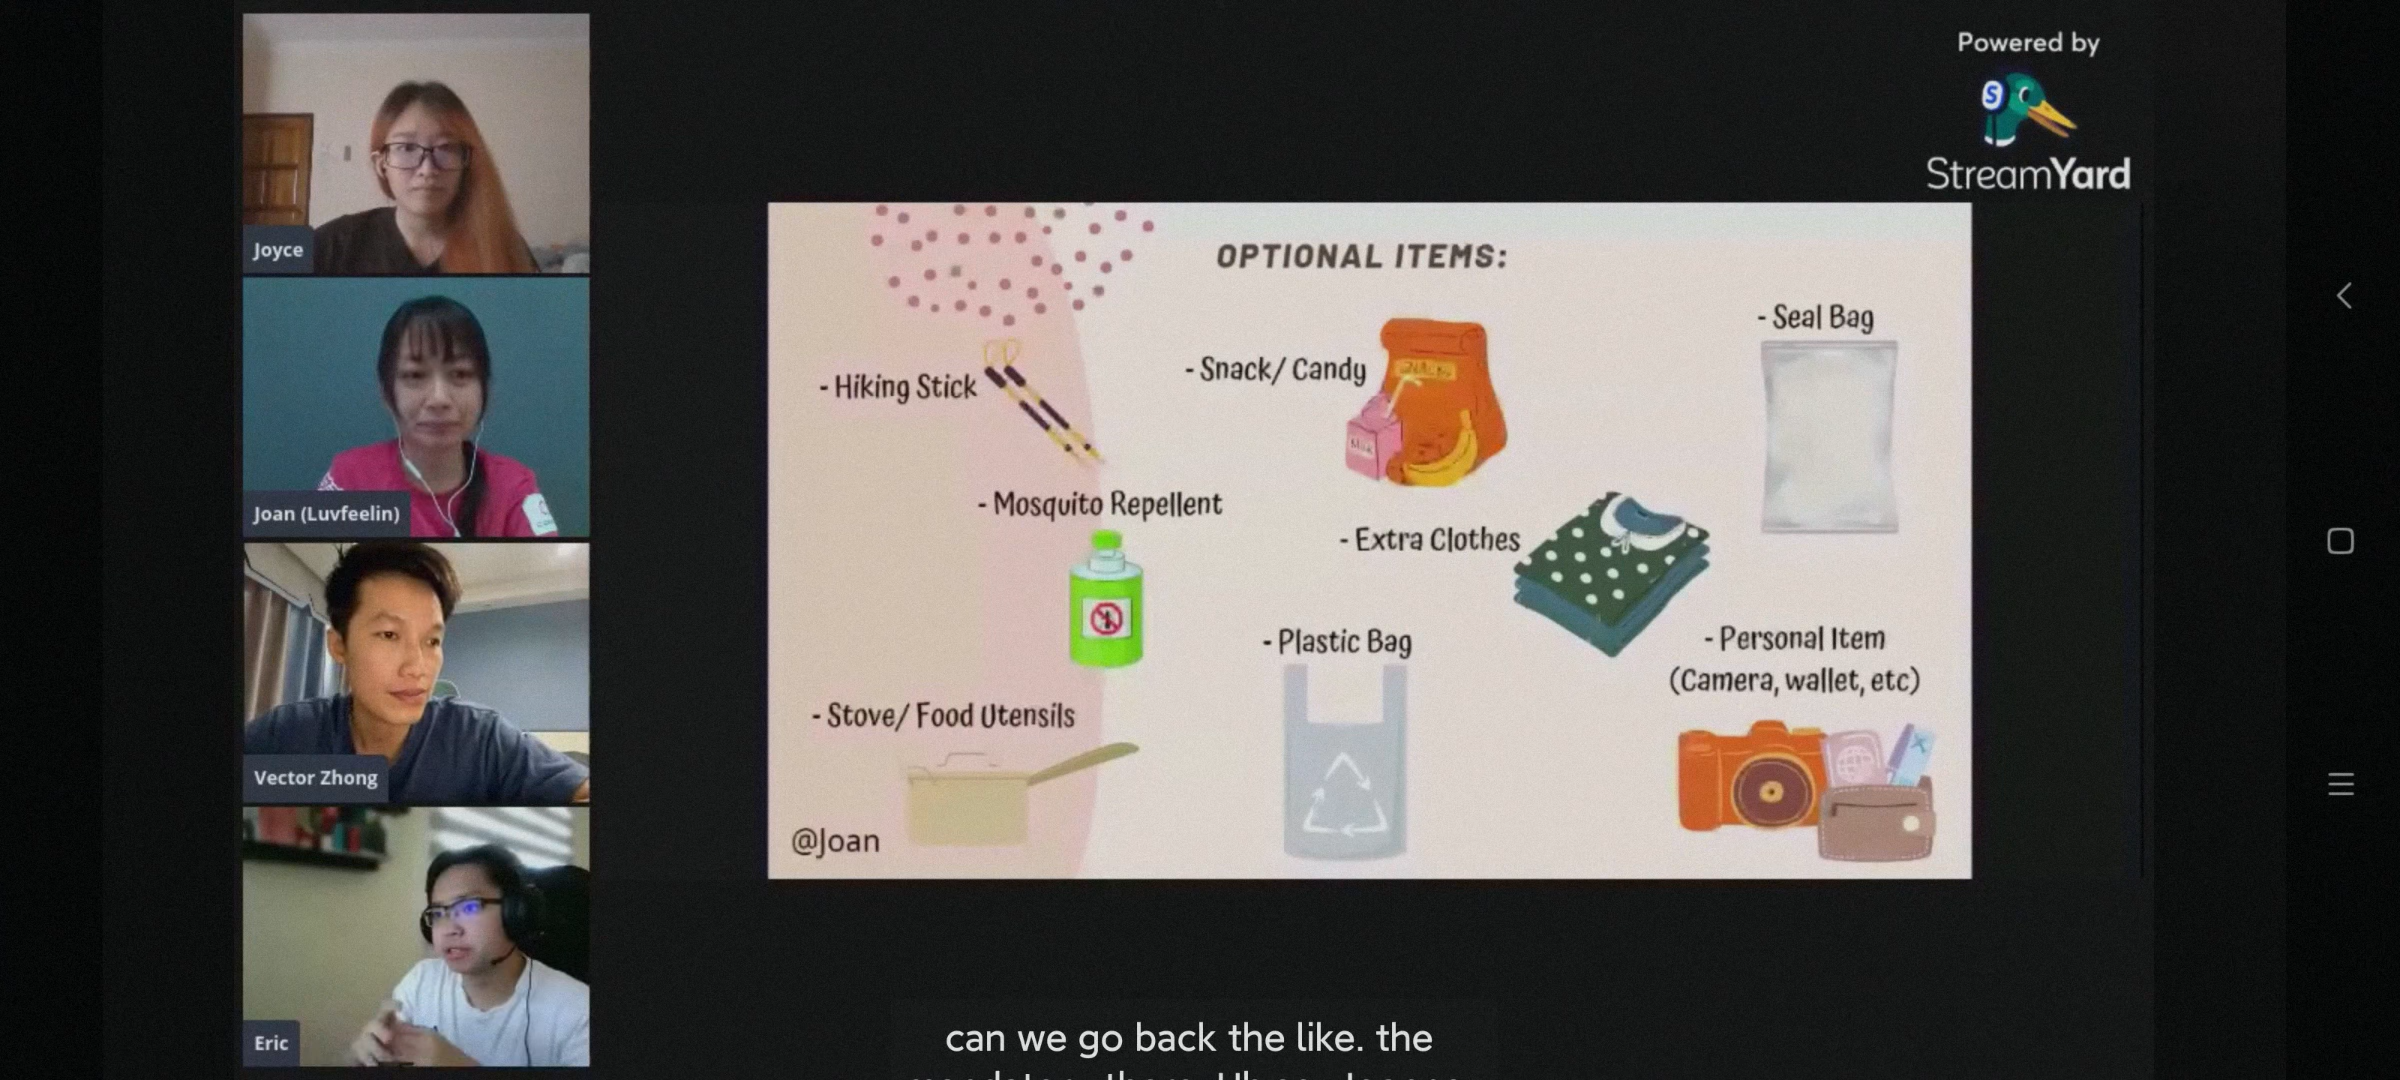 Powered by
S
StreamYard
Joyce
Joan (Luvfeelin)
Vector Zhong
Eric
OPTIONAL ITEMS:
- Hiking Stick
- Snack/ Candy
- Seal Bag
Milk
- Mosquito Repellent
- Extra Clothes
- Plastic Bag
- Personal Item
(Camera, wallet, etc)
- Stove/ Food Utensils
@Joan
can we go back the like. the